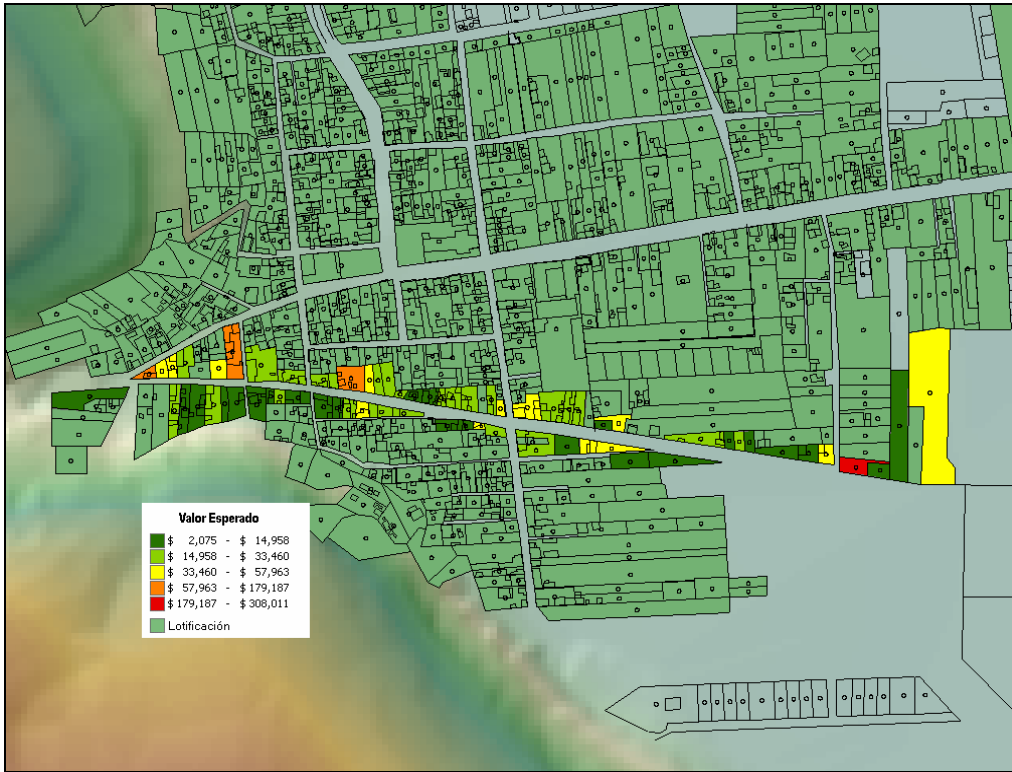 Valor Esperado
$ 2,075 - $ 14,958
$ 14,958 - $ 33,460
$ 33,460 - $ 57,963
$ 57,963 - $ 179,187
$ 179,187 - $ 308,011
Lotificación